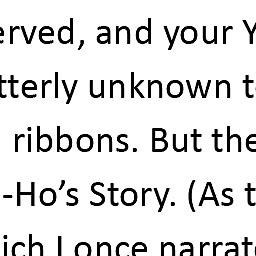 erved, and your Y
tterly unknown t
ribbons. But the
-Ho’s Story. (As t
ich I once narrat